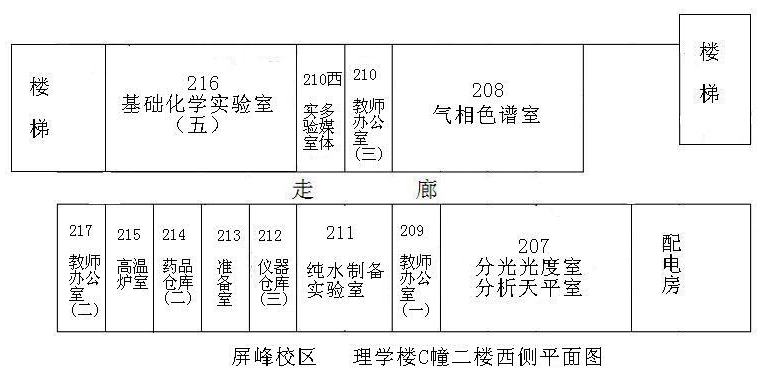 楼
梯
216
基础化学实验室
(五)
210西
实多
验媒
室体
210
教师
办公
室
(三)
208
气相色谱室
楼
梯
走 廊
217
教师
办公
室
(二)
215
高温
炉室
214
药品
仓库
(二)
213
准
备
室
212
仪器
仓库
(三)
211
纯水制备
实验室
209
教师
办公
室
(一)
207
分光光度室
分析天平室
配
电
房
屏峰校区 理学楼C幢二楼西侧平面图